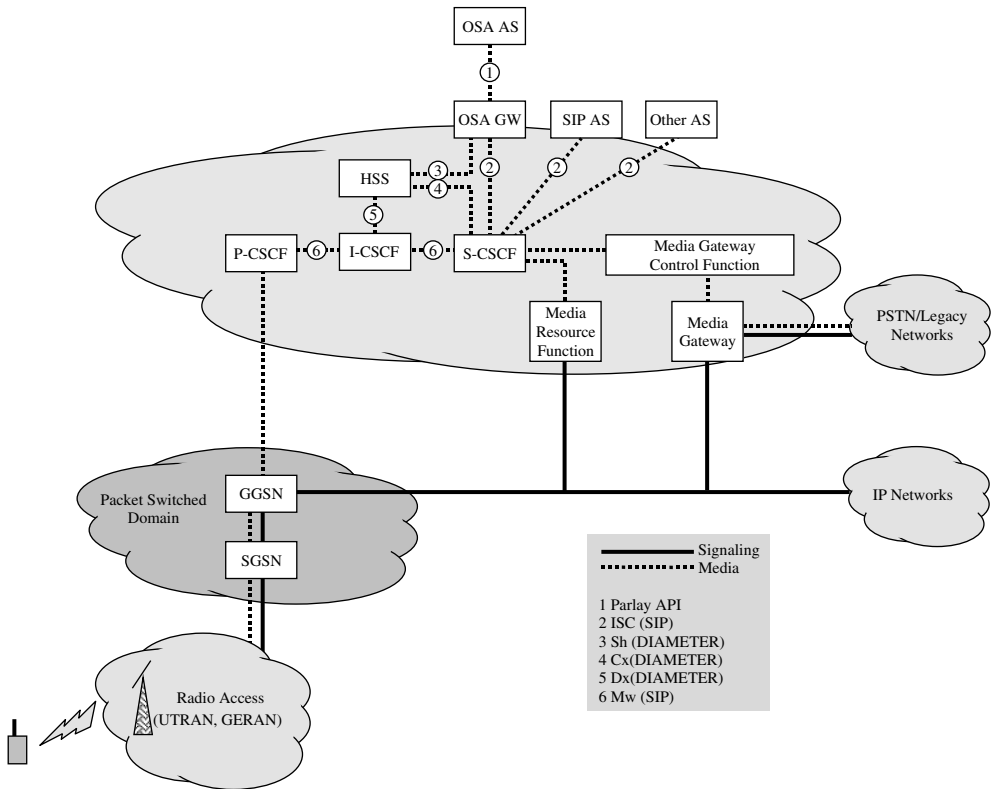 OSA AS
1
OSA GW
SIP AS
Other AS
HSS
3
4
2
2
2
5
P-CSCF
6
I-CSCF
6
S-CSCF
Media Gateway
Control Function
Media
Resource
Function
Media
Gateway
PSTN/Legacy
Networks
Packet Switched
Domain
GGSN
SGSN
IP Networks
Signaling
Media
1 Parlay API
2 ISC (SIP)
3 Sh (DIAMETER)
4 Cx(DIAMETER)
5 Dx(DIAMETER)
6 Mw (SIP)
Radio Access
(UTRAN, GERAN)